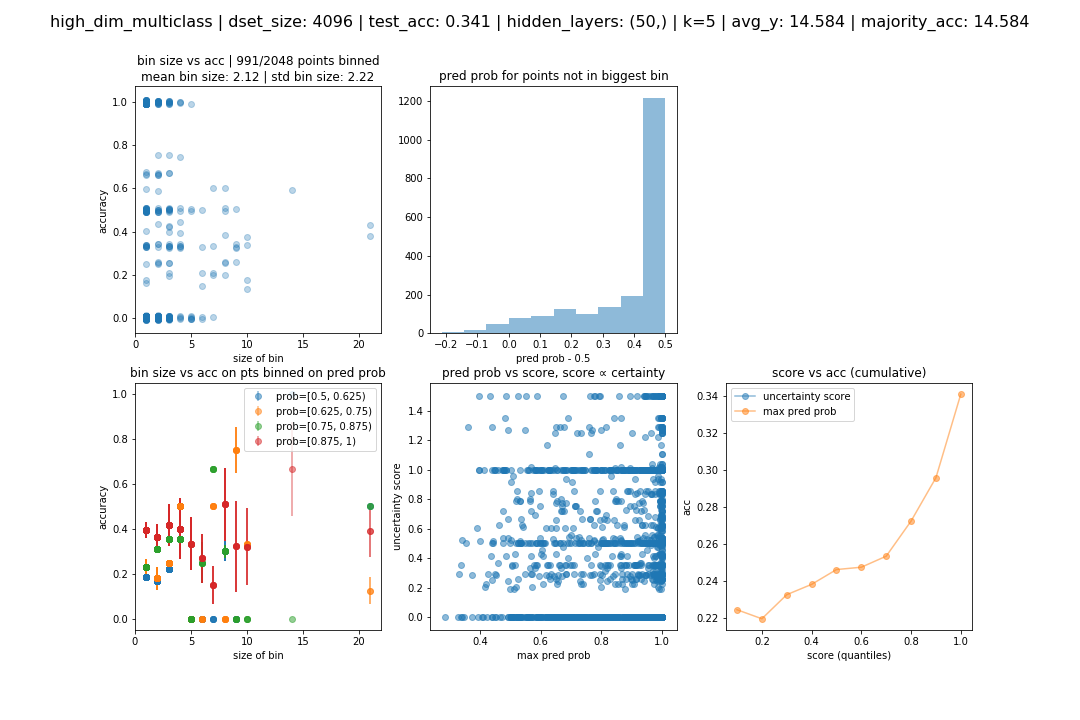 high_dim_multiclass | dset_size: 4096 | test_acc: 0.341 | hidden_layers: (50,) | k=5 | avg_y: 14.584 | majority_acc: 14.584
bin size vs acc | 991/2048 points binned
mean bin size: 2.12 | std bin size: 2.22
accuracy
1.0
0.8
0.6
0.4
0.2
0.0
0
5
10
15
20
size of bin
pred prob for points not in biggest bin
1200
1000
800
600
400
200
0
−0.2
−0.1
0.0
0.1
0.2
0.3
0.4
0.5
pred prob - 0.5
bin size vs acc on pts binned on pred prob
prob=[0.5, 0.625)
prob=[0.625, 0.75)
prob=[0.75, 0.875)
prob=[0.875, 1)
accuracy
1.0
0.8
0.6
0.4
0.2
0.0
0
5
10
15
20
size of bin
pred prob vs score, score ∝ certainty
uncertainty score
1.4
1.2
1.0
0.8
0.6
0.4
0.2
0.0
0.4
0.6
0.8
1.0
max pred prob
score vs acc (cumulative)
uncertainty score
max pred prob
acc
0.34
0.32
0.30
0.28
0.26
0.24
0.22
0.2
0.4
0.6
0.8
1.0
score (quantiles)